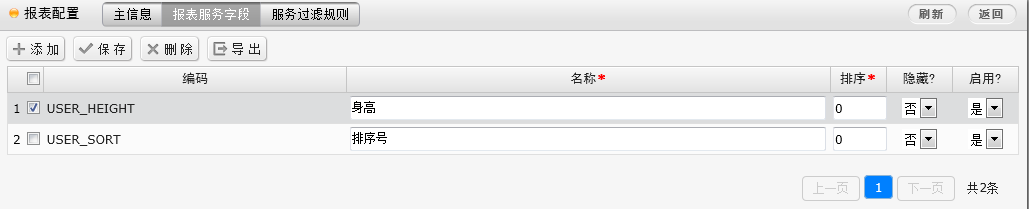 报表配置 主信息 报表服务字段 服务过滤规则 刷新 返回
添加 保存 删除 导出
编码 名称* 排序* 隐藏? 启用?
1 USER_HEIGHT 身高 0 否 是
2 USER_SORT 排序号 0 否 是
上一页 1 下一页 共2条